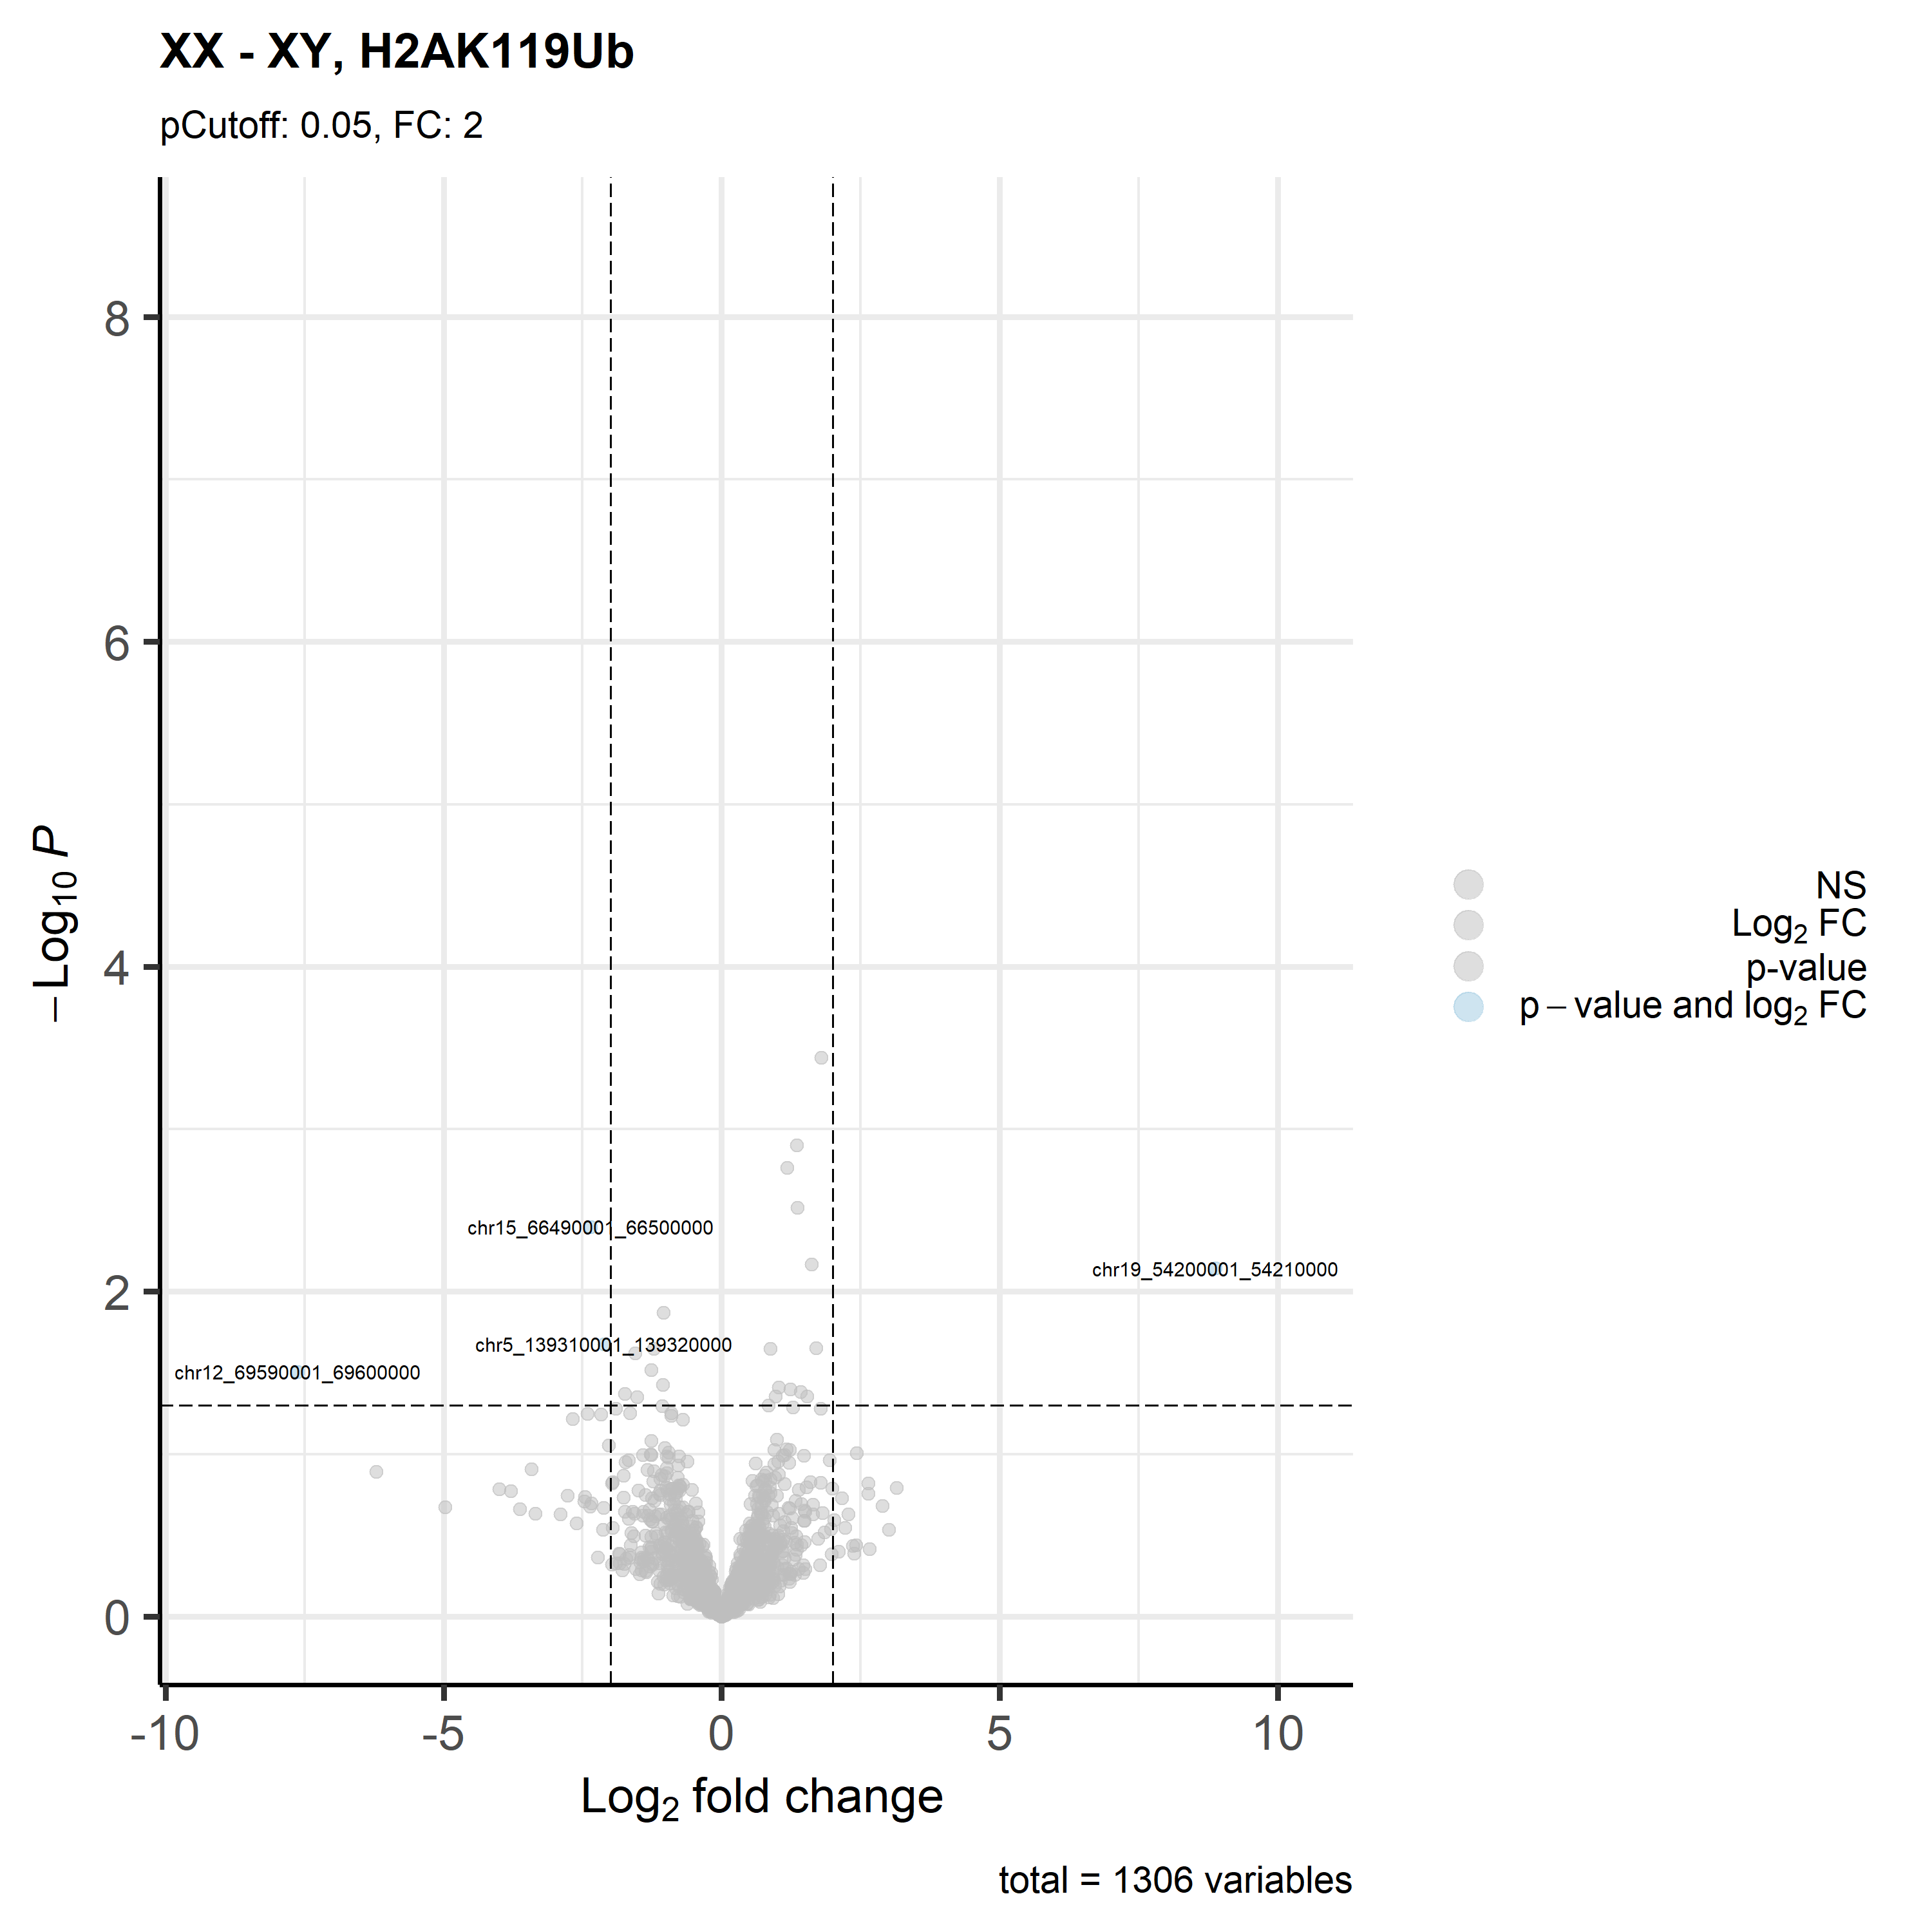 XX - XY, H2AK119Ub
pCutoff: 0.05, FC: 2
8
6
4
2
0
−Log10 P
chr15_66490001_66500000
chr19_54200001_54210000
chr5_139310001_139320000
chr12_69590001_69600000
NS
Log2 FC
p-value
p − value and log2 FC
-10 -5 0 5 10
Log2 fold change
total = 1306 variables